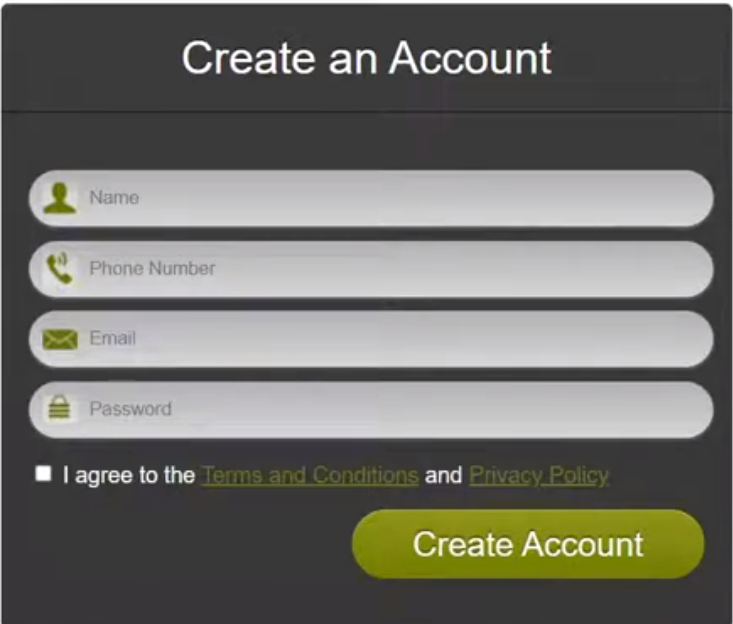 Create an Account
Name
Phone Number
Email
Password
I agree to the Terms and Conditions and Privacy Policy
Create Account